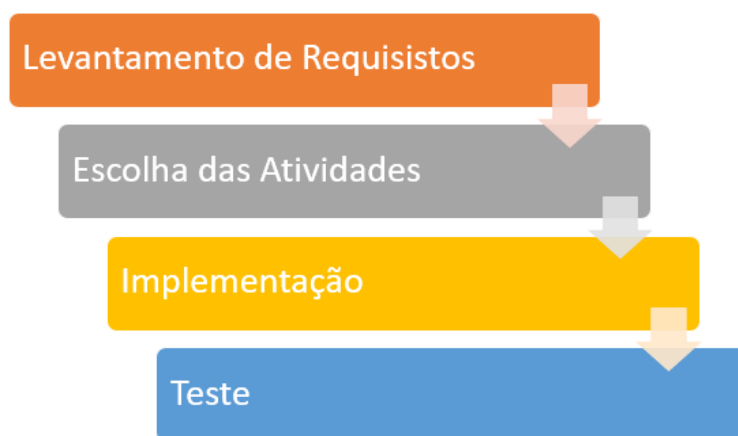 Levantamento de Requisistos
Escolha das Atividades
Implementação
Teste